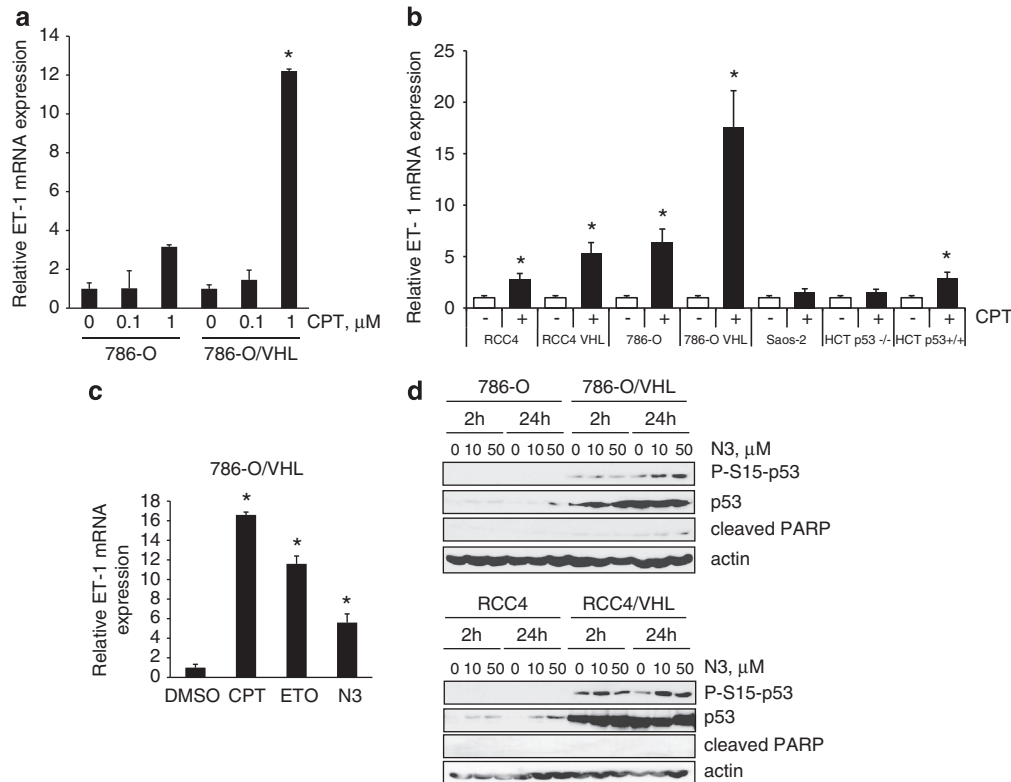 a
Relative ET-1 mRNA expression
14
12
10
8
6
4
2
0
*
0 0.1 1 0 0.1 1 CPT, μM
786-O 786-O/VHL
b
Relative ET- 1 mRNA expression
25
20
15
10
5
0
* * * * *
- + - + - + - + - + - + - + CPT
RCC4 RCC4 VHL 786-O 786-O VHL Saos-2 HCT p53 -/- HCT p53+/+
c
786-O/VHL
Relative ET-1 mRNA
expression
18
16
14
12
10
8
6
4
2
0
* * *
DMSO CPT ETO N3
d
786-O 786-O/VHL
2h 24h 2h 24h
0 10 50 0 10 50 0 10 50 0 10 50 N3, μM
P-S15-p53
p53
cleaved PARP
actin
RCC4 RCC4/VHL
2h 24h 2h 24h
0 10 50 0 10 50 0 10 50 0 10 50 N3, μM
P-S15-p53
p53
cleaved PARP
actin